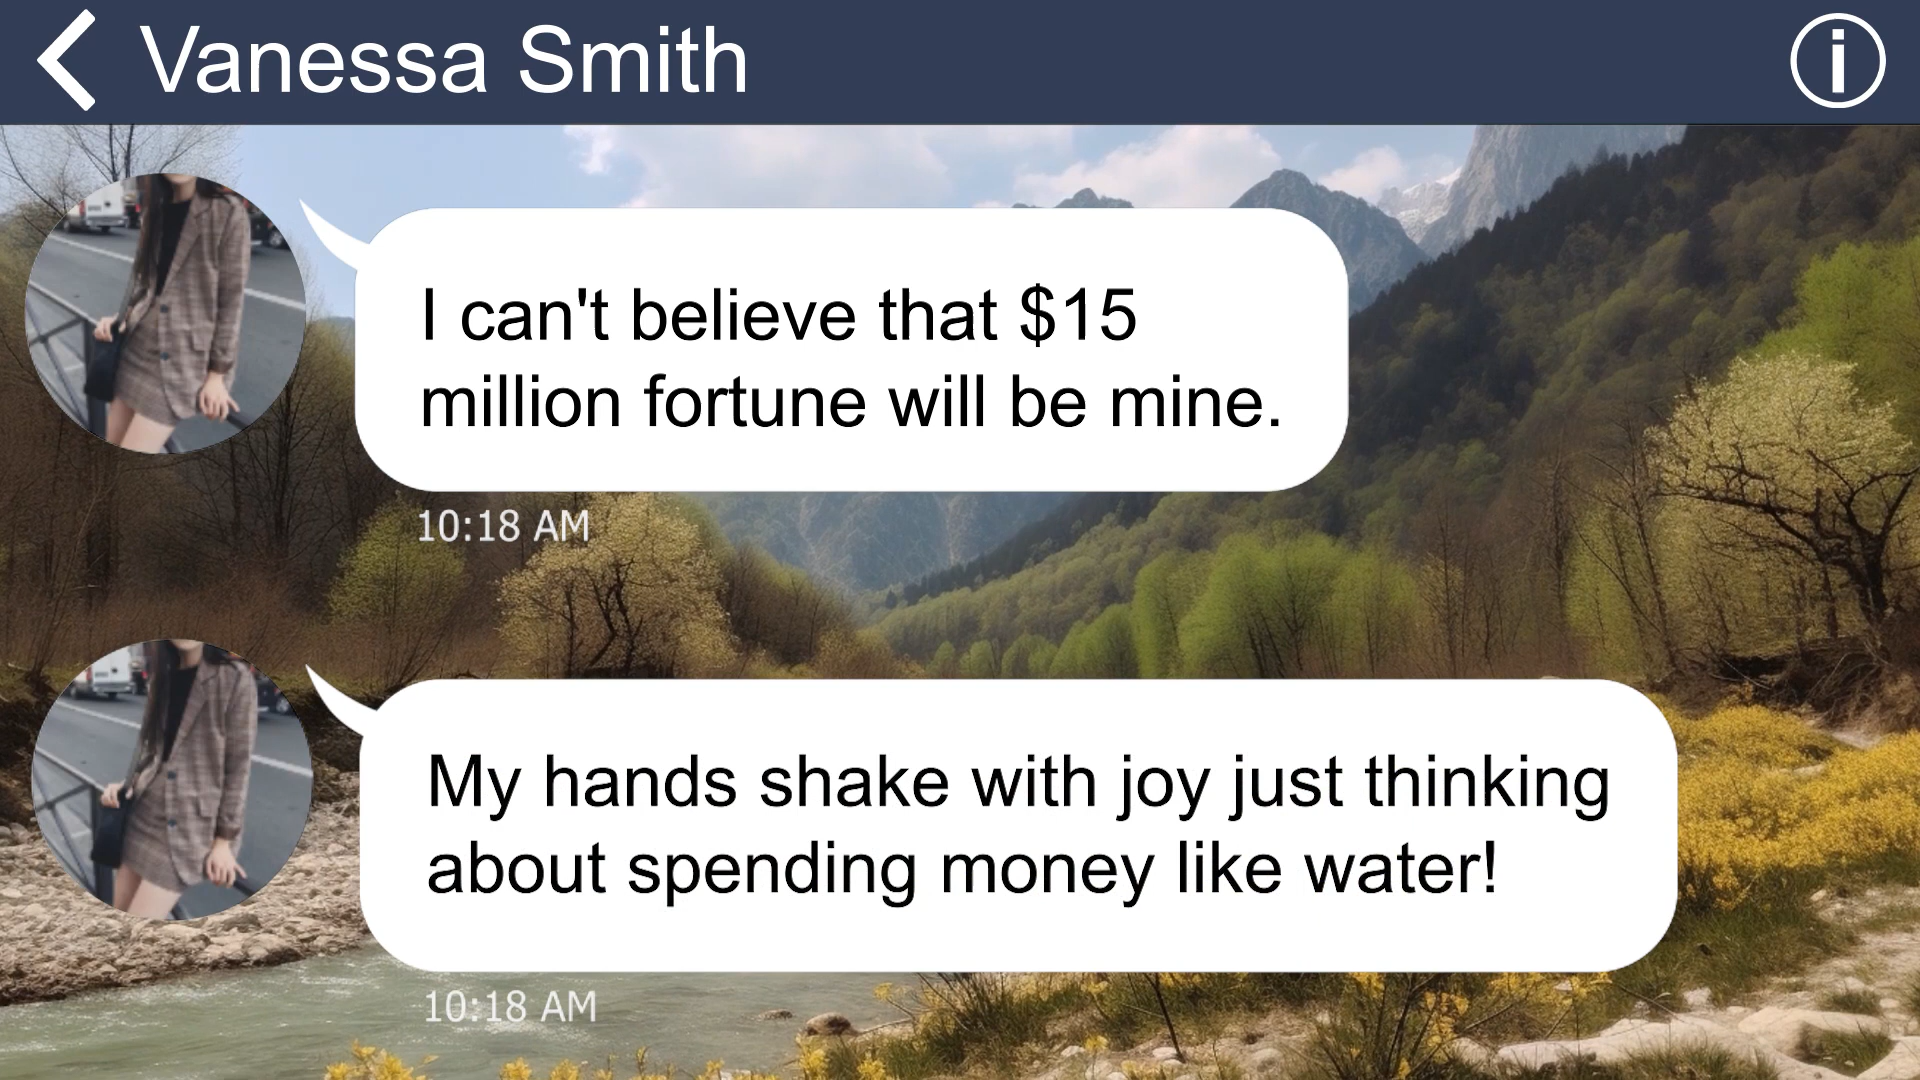 Vanessa Smith
I can't believe that $15
million fortune will be mine.
10:18 AM
My hands shake with joy just thinking
about spending money like water!
10:18 AM